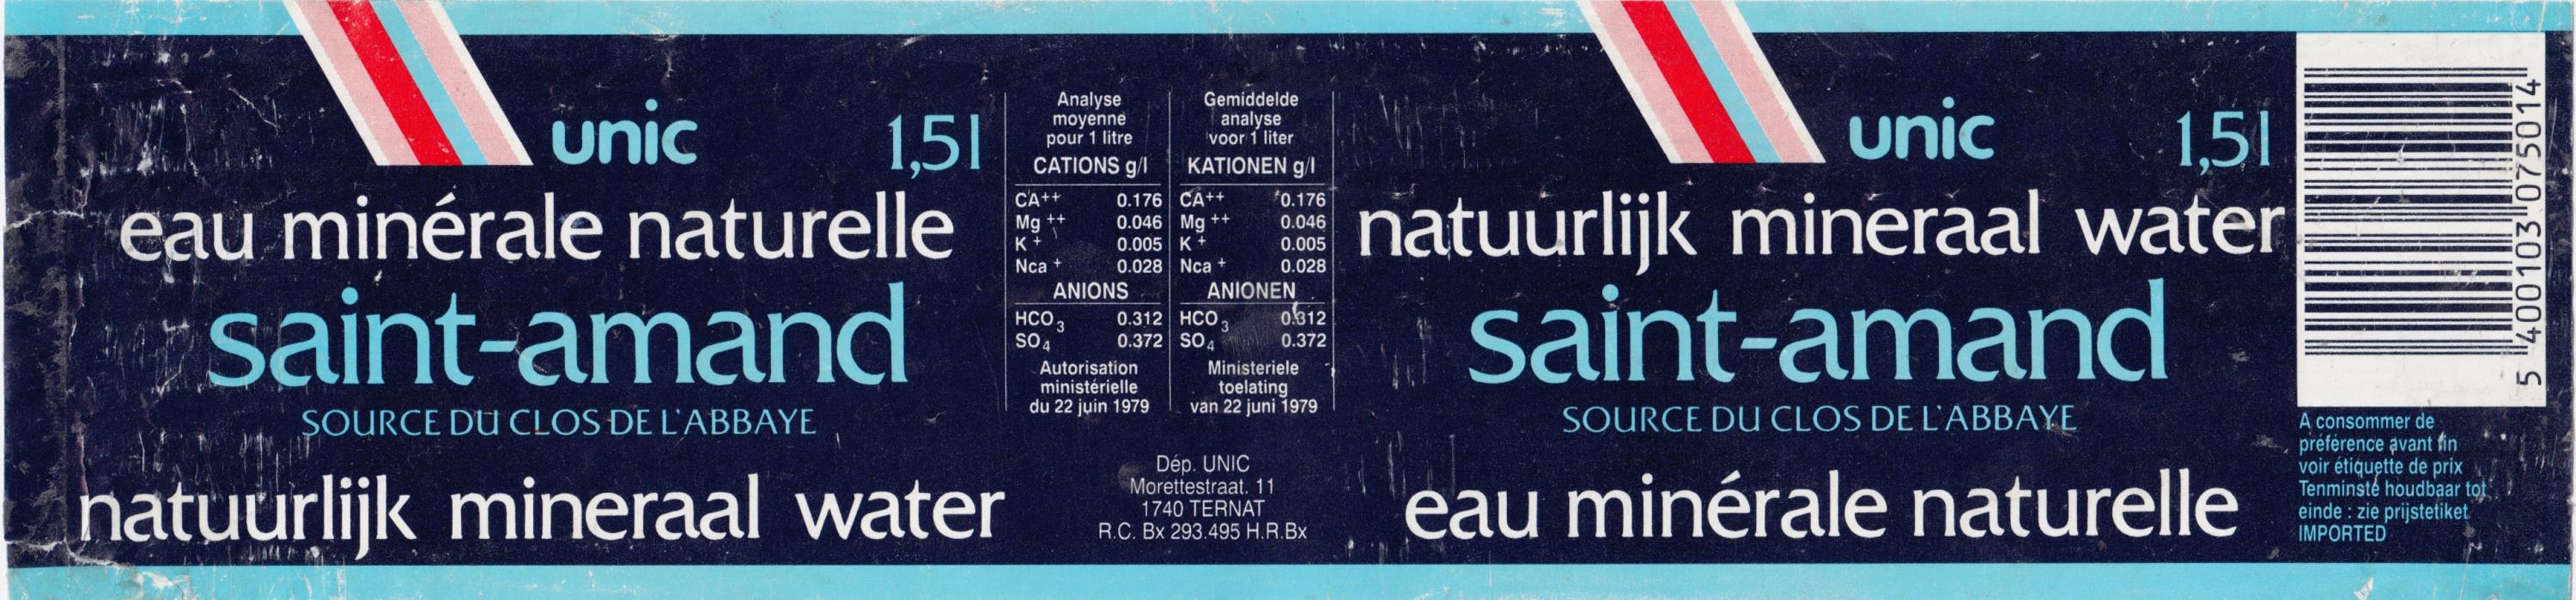 unic
1,5 l
eau minérale naturelle
saint-amand
SOURCE DU CLOS DE L'ABBAYE
natuurlijk mineraal water
Analyse
moyenne
pour 1 litre
CATIONS g/l
CA++ 0.176
Mg ++ 0.046
K + 0.005
Nca + 0.028
ANIONS
HCO3 0.312
SO4 0.372
Autorisation
ministérielle
du 22 juin 1979
Gemiddelde
analyse
voor 1 liter
KATIONEN g/l
CA++ 0.176
Mg ++ 0.046
K + 0.005
Nca + 0.028
ANIONEN
HCO3 0.312
SO4 0.372
Ministeriele
toelating
van 22 juni 1979
Dép. UNIC
Morettestraat. 11
1740 TERNAT
R.C. Bx 293.495 H.R.Bx
unic
1,5 l
natuurlijk mineraal water
saint-amand
SOURCE DU CLOS DE L'ABBAYE
eau minérale naturelle
5 400103 075014
A consommer de
préférence avant fin
voir étiquette de prix
Tenminste houdbaar tot
einde : zie prijstetiket
IMPORTED